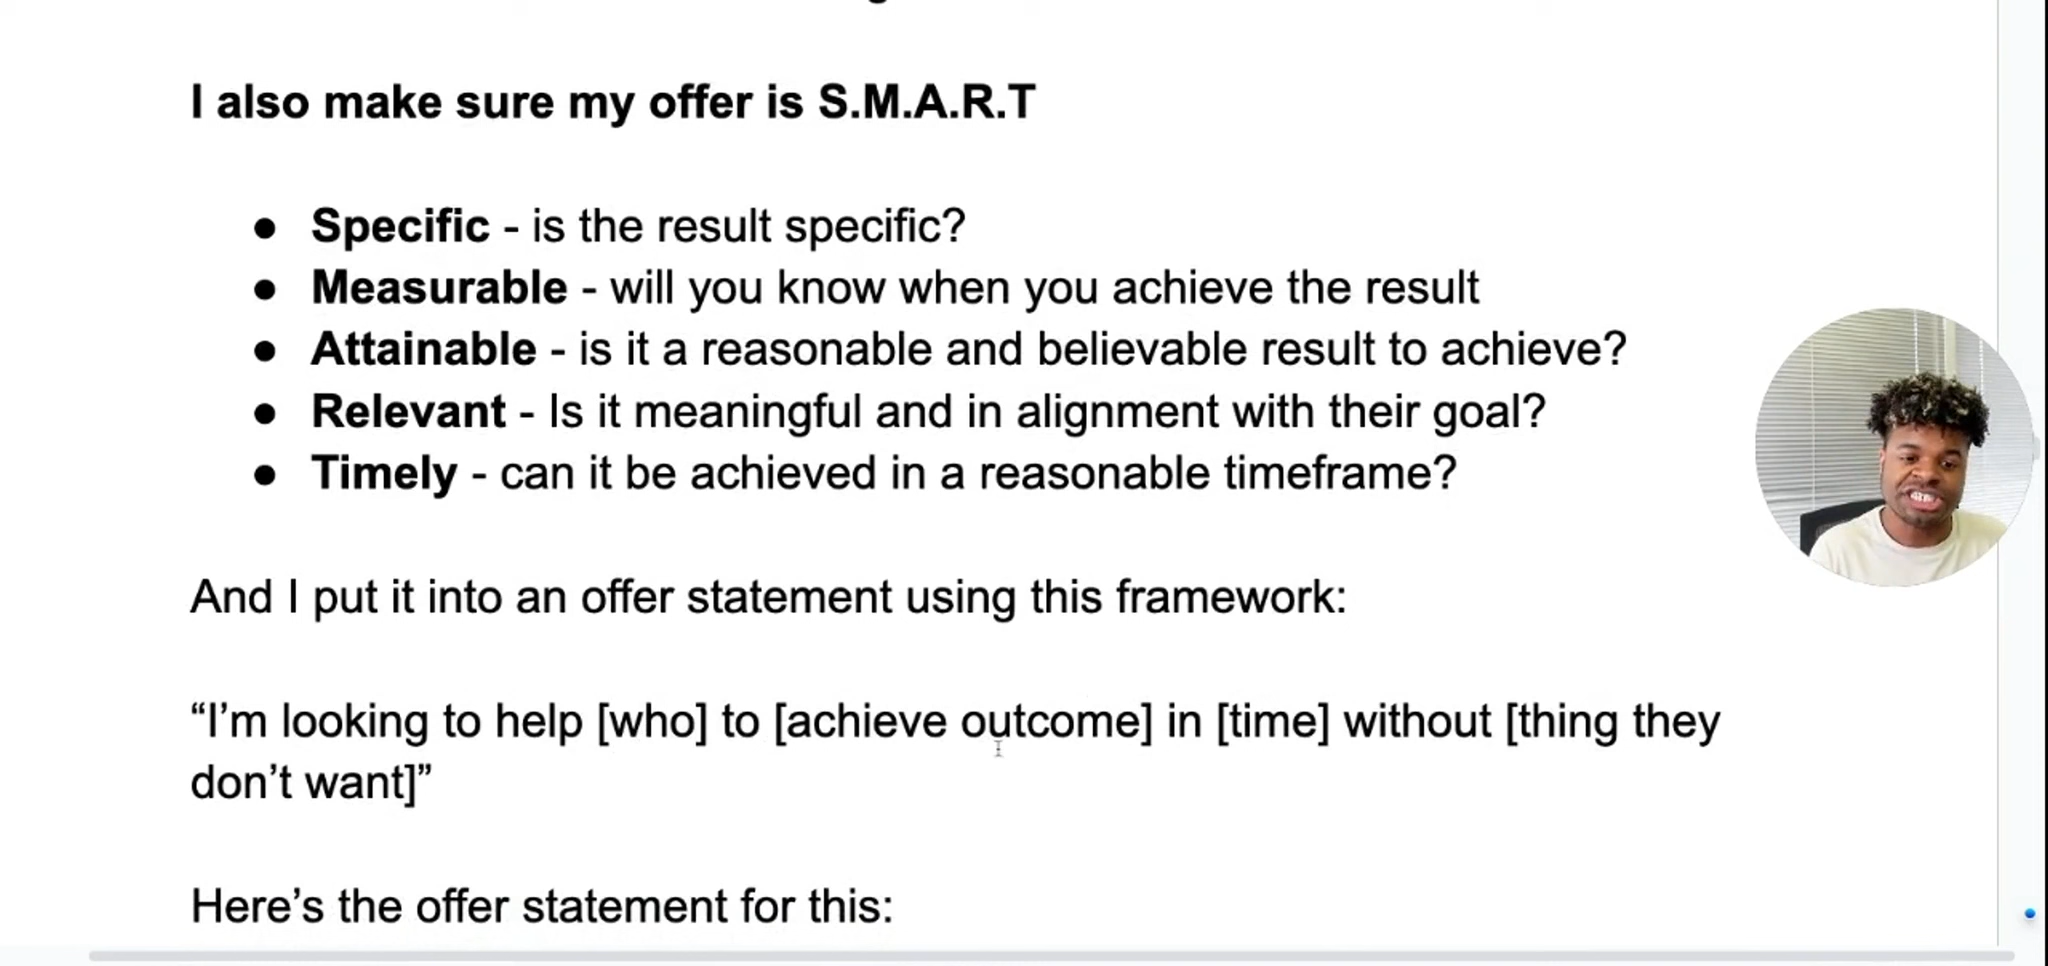 I also make sure my offer is S.M.A.R.T
● Specific - is the result specific?
● Measurable - will you know when you achieve the result
● Attainable - is it a reasonable and believable result to achieve?
● Relevant - Is it meaningful and in alignment with their goal?
● Timely - can it be achieved in a reasonable timeframe?
And I put it into an offer statement using this framework:
“I’m looking to help [who] to [achieve outcome] in [time] without [thing they
don’t want]”
Here’s the offer statement for this: